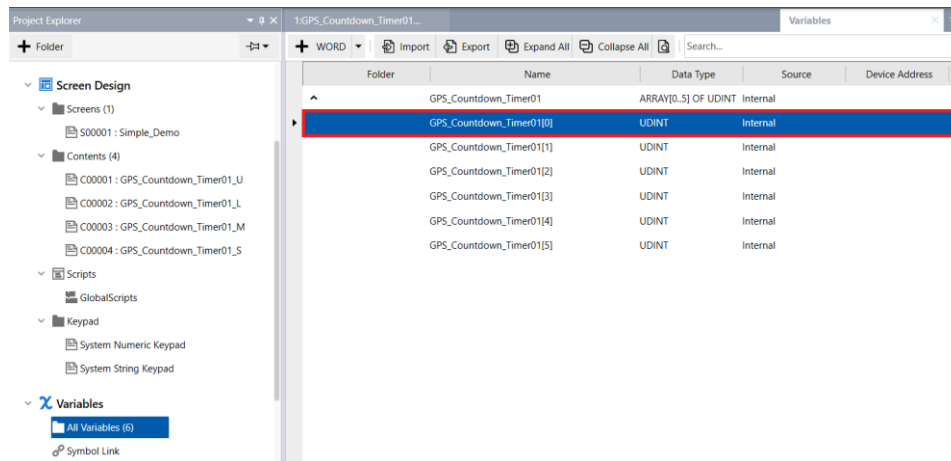 Project Explorer
Folder
Screen Design
Screens (1)
S00001 : Simple_Demo
Contents (4)
C00001 : GPS_Countdown_Timer01_U
C00002 : GPS_Countdown_Timer01_L
C00003 : GPS_Countdown_Timer01_M
C00004 : GPS_Countdown_Timer01_S
Scripts
GlobalScripts
Keypad
System Numeric Keypad
System String Keypad
Variables
All Variables (6)
Symbol Link
1:GPS_Countdown_Timer01... Variables
WORD Import Export Expand All Collapse All Search...
Folder Name Data Type Source Device Address
GPS_Countdown_Timer01 ARRAY[0..5] OF UDINT Internal
GPS_Countdown_Timer01[0] UDINT Internal
GPS_Countdown_Timer01[1] UDINT Internal
GPS_Countdown_Timer01[2] UDINT Internal
GPS_Countdown_Timer01[3] UDINT Internal
GPS_Countdown_Timer01[4] UDINT Internal
GPS_Countdown_Timer01[5] UDINT Internal